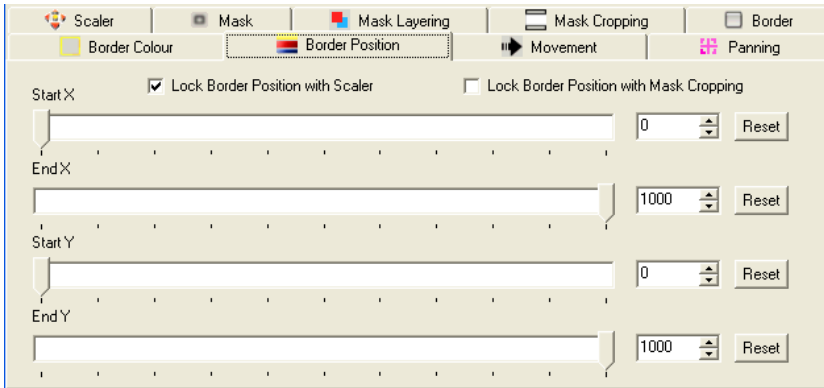 Scaler Mask Mask Layering Mask Cropping Border
Border Colour Border Position Movement Panning
Lock Border Position with Scaler Lock Border Position with Mask Cropping
Start X
0 Reset
End X
1000 Reset
Start Y
0 Reset
End Y
1000 Reset